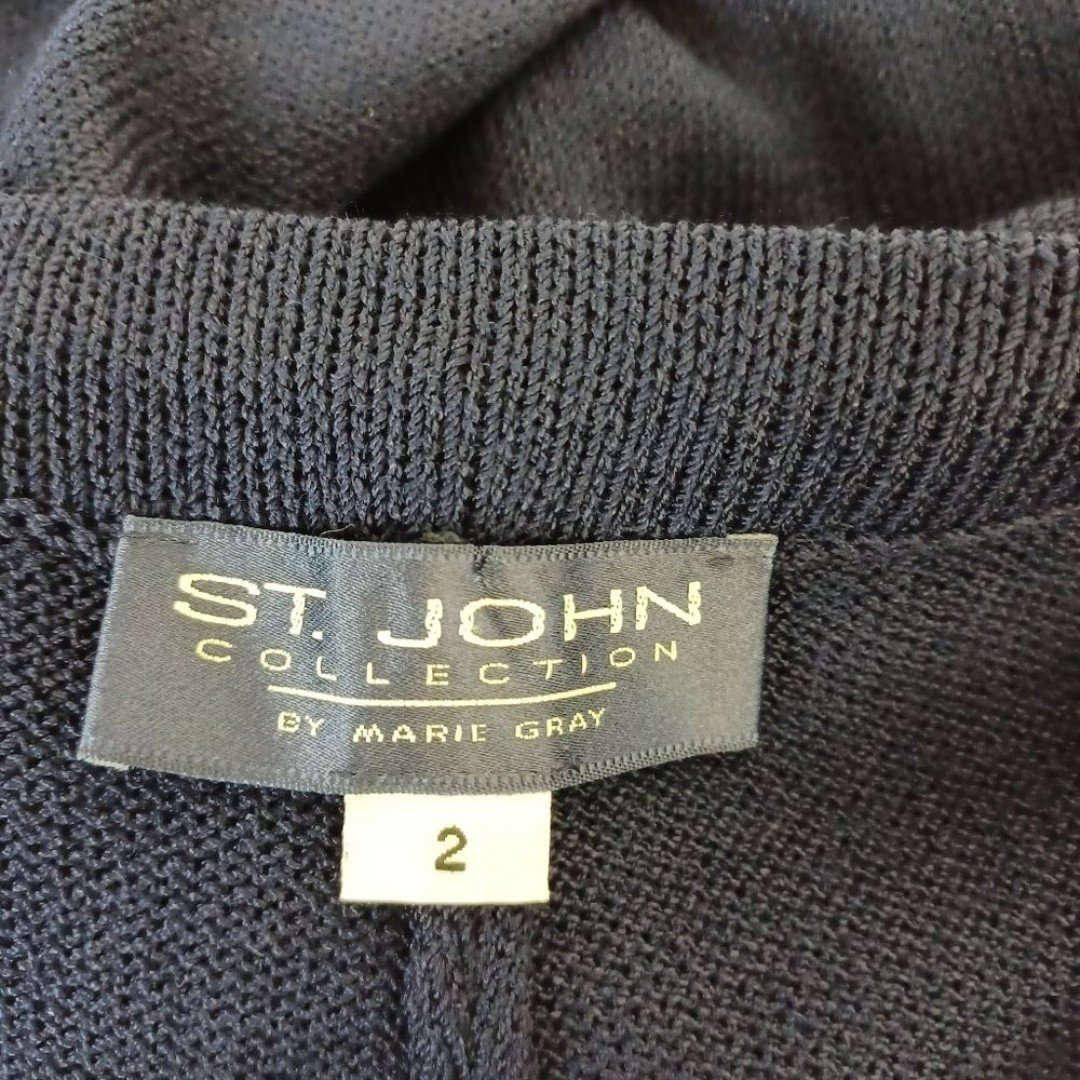 ST. JOHN
COLLECTION
BY MARIE GRAY
2